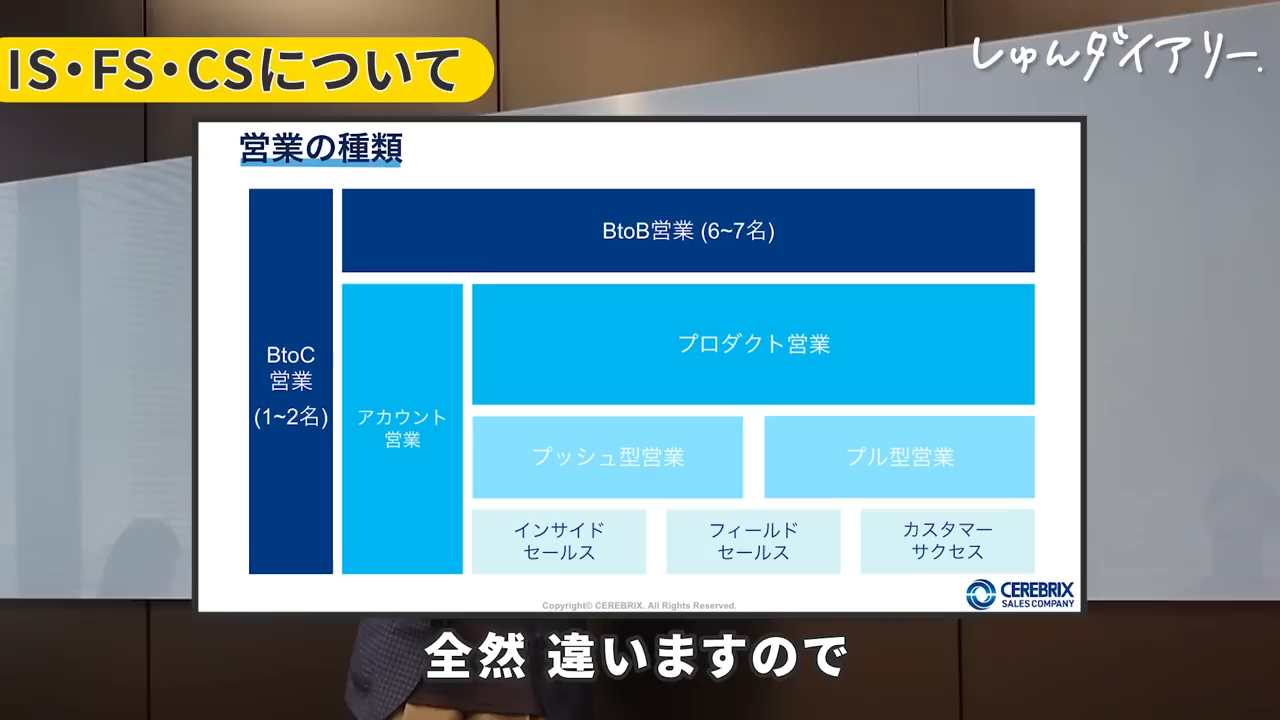 IS・FS・CSについて
しゅんダイアリー.
営業の種類
BtoB営業 (6~7名)
BtoC
営業
(1~2名)
アカウント
営業
プロダクト営業
プッシュ型営業
プル型営業
インサイド
セールス
フィールド
セールス
カスタマー
サクセス
CEREBRIX
SALES COMPANY
Copyright© CEREBRIX. All Rights Reserved.
全然 違いますので